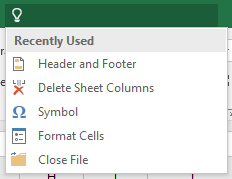 Recently Used
Header and Footer
Delete Sheet Columns
Symbol
Format Cells
Close File